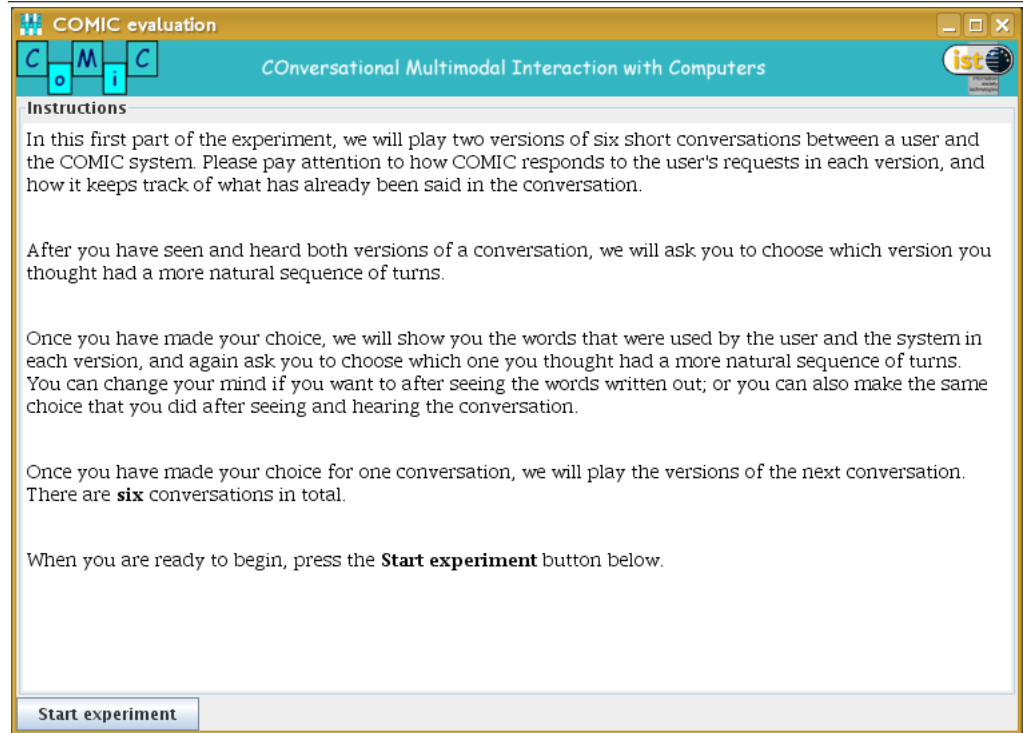 COMIC evaluation
C o M i C
COnversational Multimodal Interaction with Computers
ist
Instructions
In this first part of the experiment, we will play two versions of six short conversations between a user and
the COMIC system. Please pay attention to how COMIC responds to the user's requests in each version, and
how it keeps track of what has already been said in the conversation.
After you have seen and heard both versions of a conversation, we will ask you to choose which version you
thought had a more natural sequence of turns.
Once you have made your choice, we will show you the words that were used by the user and the system in
each version, and again ask you to choose which one you thought had a more natural sequence of turns.
You can change your mind if you want to after seeing the words written out; or you can also make the same
choice that you did after seeing and hearing the conversation.
Once you have made your choice for one conversation, we will play the versions of the next conversation.
There are six conversations in total.
When you are ready to begin, press the Start experiment button below.
Start experiment